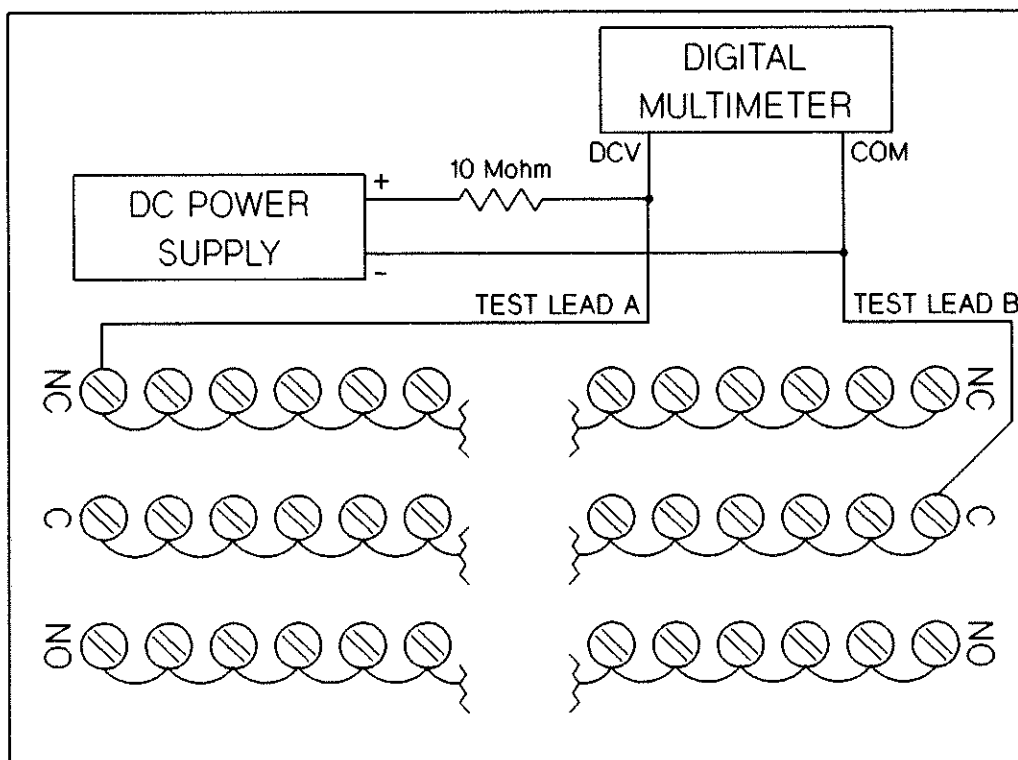 DIGITAL
MULTIMETER
DCV
COM
10 Mohm
+
DC POWER
SUPPLY
-
TEST LEAD A
TEST LEAD B
NC
NC
C
C
NO
NO